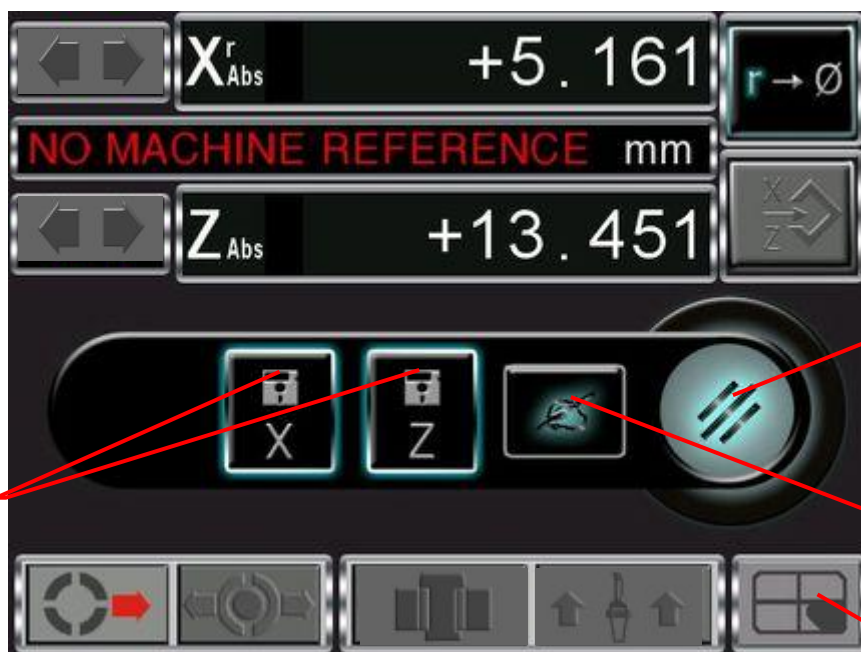 X r Abs +5.161 r→Ø
NO MACHINE REFERENCE mm
Z Abs +13.451 X Z
X Z